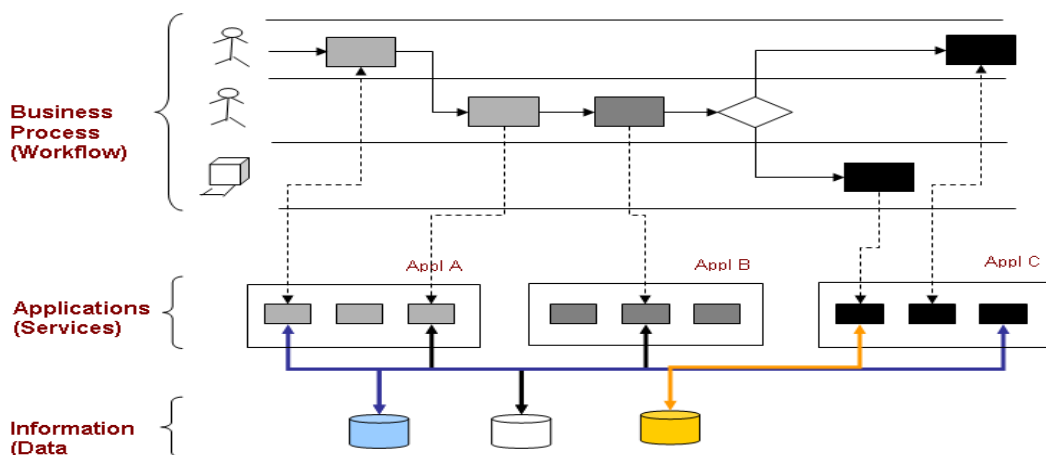 Business
Process
(Workflow)
Appl A
Appl B
Appl C
Applications
(Services)
Information
(Data